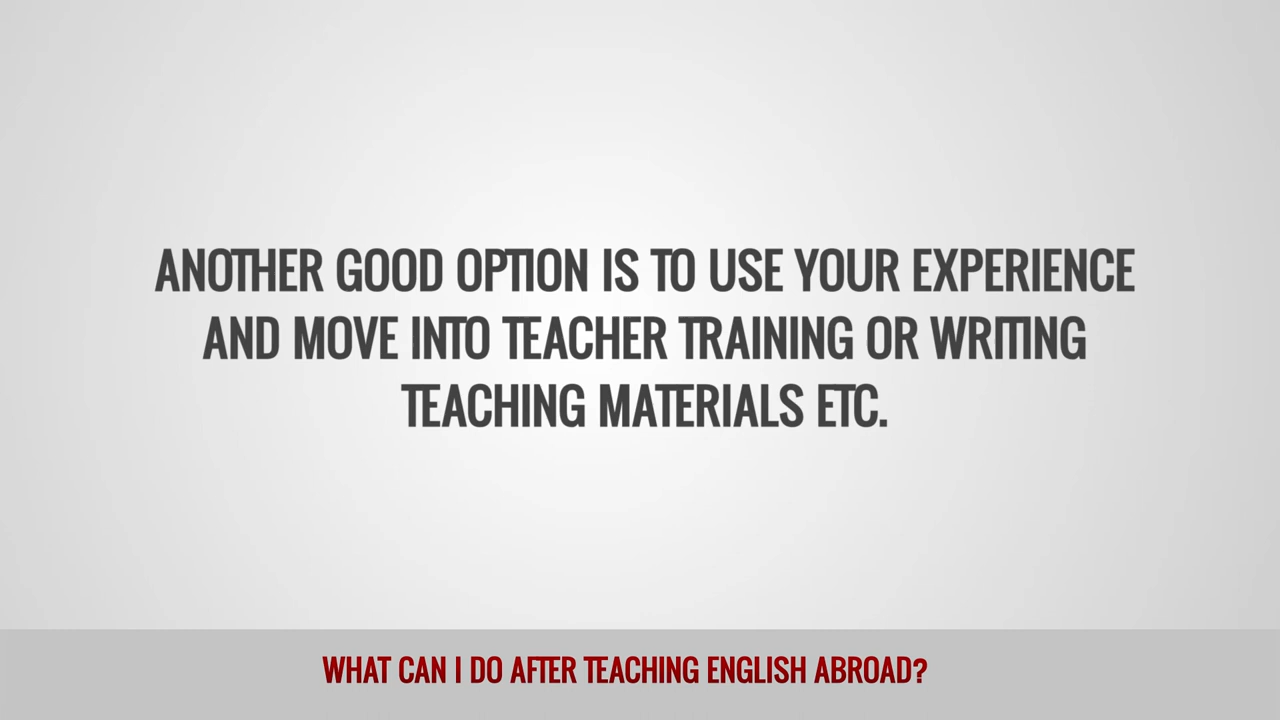 ANOTHER GOOD OPTION IS TO USE YOUR EXPERIENCE
AND MOVE INTO TEACHER TRAINING OR WRITING
TEACHING MATERIALS ETC.
WHAT CAN I DO AFTER TEACHING ENGLISH ABROAD?